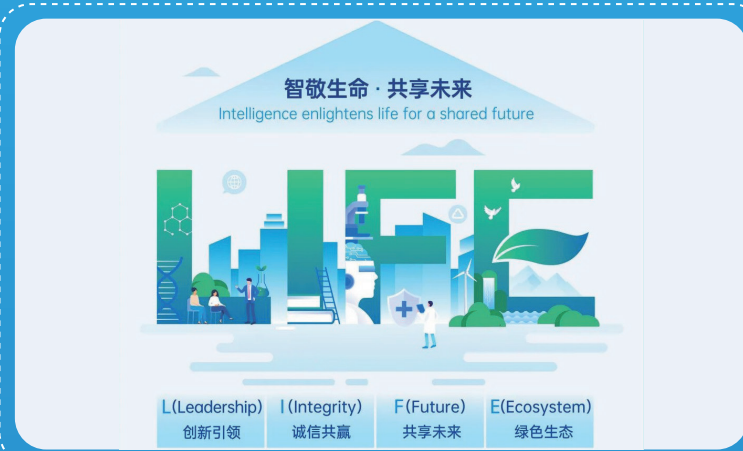 智敬生命 · 共享未来
Intelligence enlightens life for a shared future
LIFE
L(Leadership)
创新引领
I(Integrity)
诚信共赢
F(Future)
共享未来
E(Ecosystem)
绿色生态